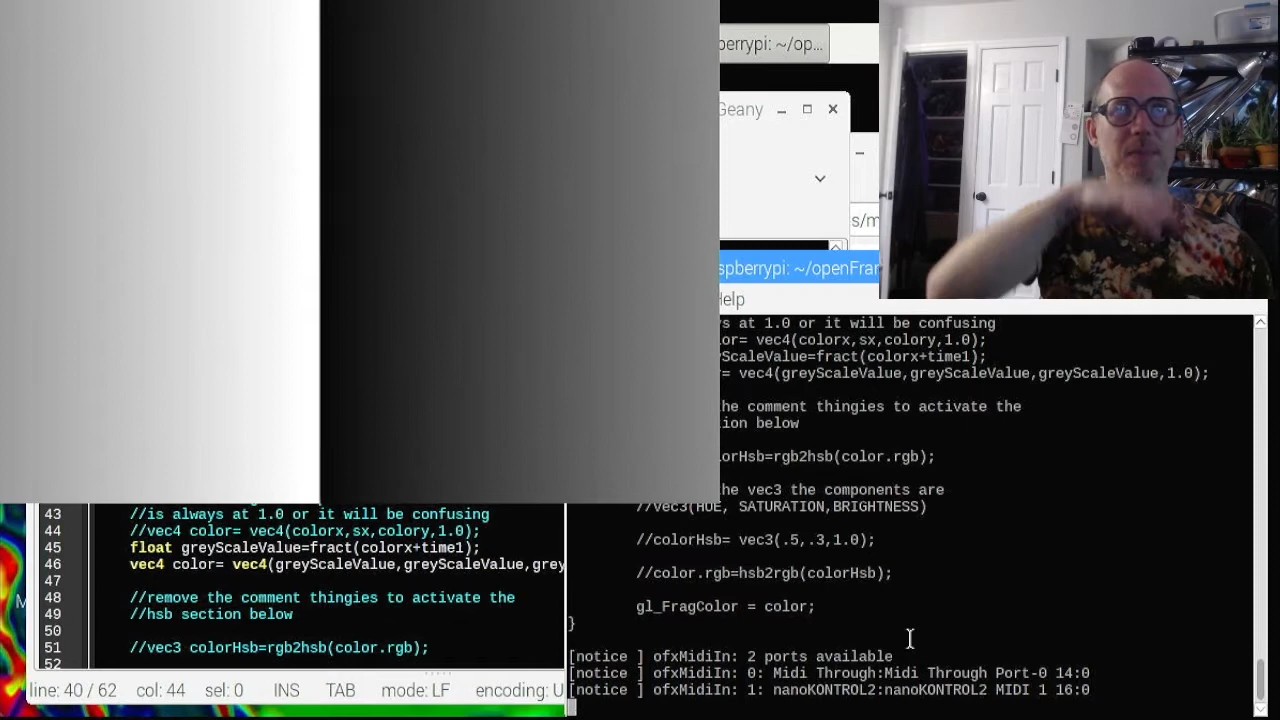 berrypi: ~/op...
Geany
s/m
spberrypi: ~/openFra
Help
s at 1.0 or it will be confusing
or= vec4(colorx,sx,colory,1.0);
yScaleValue=fract(colorx+time1);
= vec4(greyScaleValue,greyScaleValue,greyScaleValue,1.0);
he comment thingies to activate the
ion below
orHsb=rgb2hsb(color.rgb);
the vec3 the components are
//vec3(HUE, SATURATION,BRIGHTNESS)
//colorHsb= vec3(.5,.3,1.0);
//color.rgb=hsb2rgb(colorHsb);
gl_FragColor = color;
}
[notice ] ofxMidiIn: 2 ports available
[notice ] ofxMidiIn: 0: Midi Through:Midi Through Port-0 14:0
[notice ] ofxMidiIn: 1: nanoKONTROL2:nanoKONTROL2 MIDI 1 16:0
43 //is always at 1.0 or it will be confusing
44 //vec4 color= vec4(colorx,sx,colory,1.0);
45 float greyScaleValue=fract(colorx+time1);
46 vec4 color= vec4(greyScaleValue,greyScaleValue,grey
47
48 //remove the comment thingies to activate the
49 //hsb section below
50
51 //vec3 colorHsb=rgb2hsb(color.rgb);
52
line: 40 / 62 col: 44 sel: 0 INS TAB mode: LF encoding: U
M